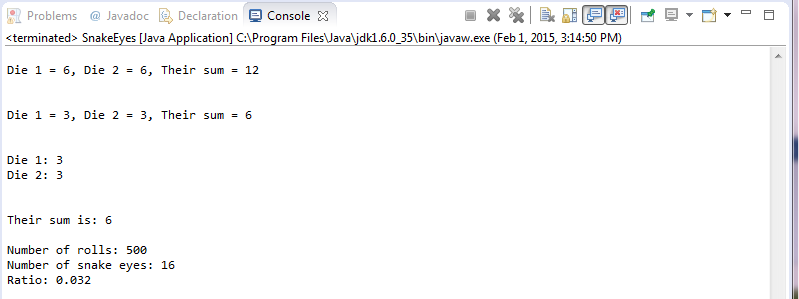 Problems @ Javadoc Declaration Console
<terminated> SnakeEyes [Java Application] C:\Program Files\Java\jdk1.6.0_35\bin\javaw.exe (Feb 1, 2015, 3:14:50 PM)
Die 1 = 6, Die 2 = 6, Their sum = 12
Die 1 = 3, Die 2 = 3, Their sum = 6
Die 1: 3
Die 2: 3
Their sum is: 6
Number of rolls: 500
Number of snake eyes: 16
Ratio: 0.032